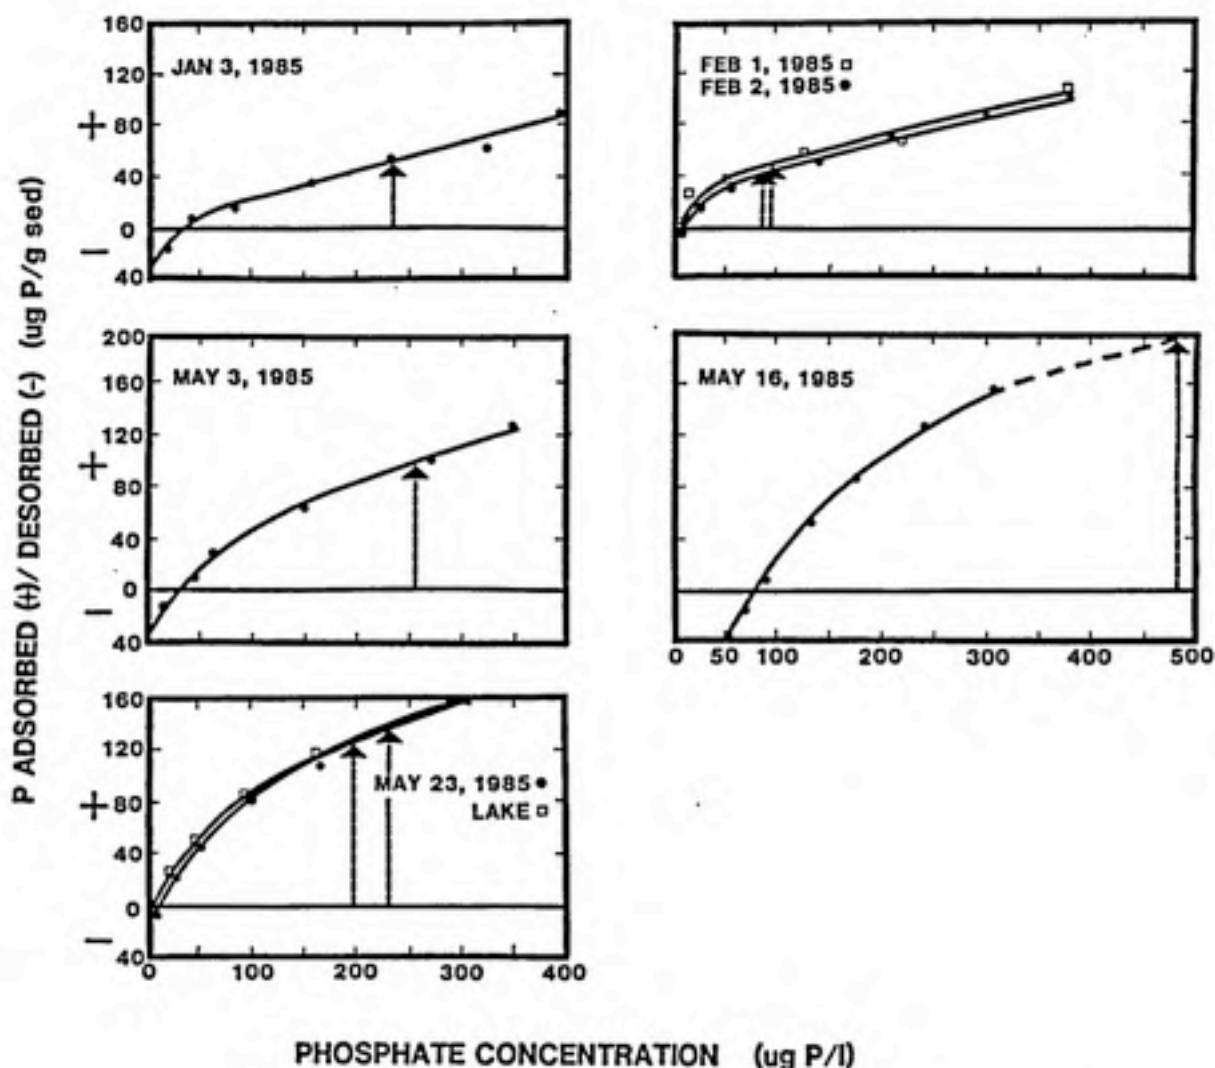 160
120
80
40
0
40
+
−
JAN 3, 1985
FEB 1, 1985 □
FEB 2, 1985 •
200
160
120
80
40
0
40
+
−
MAY 3, 1985
MAY 16, 1985
0 50 100 200 300 400 500
160
120
80
40
0
40
+
−
MAY 23, 1985 •
LAKE □
0 100 200 300 400
P ADSORBED (+)/ DESORBED (-) (ug P/g sed)
PHOSPHATE CONCENTRATION (ug P/l)